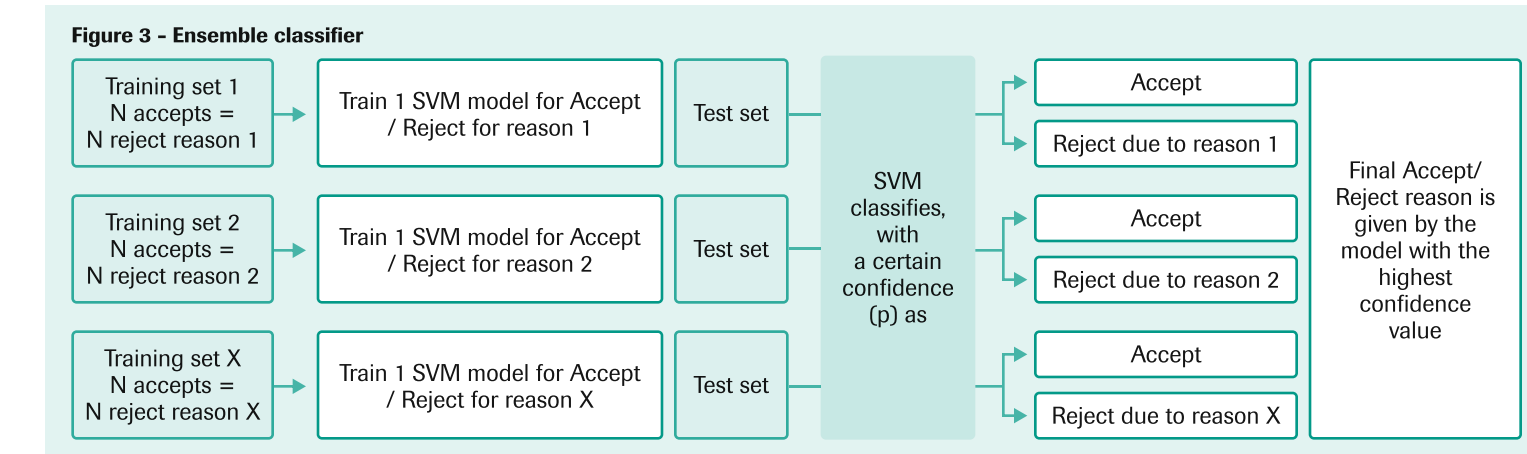 Figure 3 – Ensemble classifier
Training set 1
N accepts =
N reject reason 1
Train 1 SVM model for Accept
/ Reject for reason 1
Test set
Accept
Reject due to reason 1
Training set 2
N accepts =
N reject reason 2
Train 1 SVM model for Accept
/ Reject for reason 2
Test set
SVM
classifies,
with
a certain
confidence
(p) as
Accept
Reject due to reason 2
Training set X
N accepts =
N reject reason X
Train 1 SVM model for Accept
/ Reject for reason X
Test set
Accept
Reject due to reason X
Final Accept/
Reject reason is
given by the
model with the
highest
confidence
value